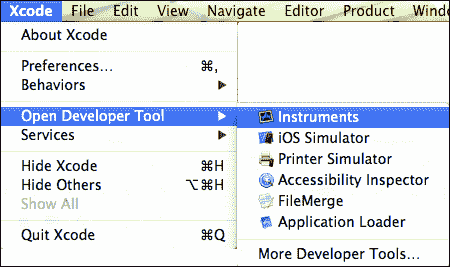 Xcode File Edit View Navigate Editor Product
About Xcode
Preferences... ⌘,
Behaviors
Open Developer Tool
Services
Hide Xcode ⌘H
Hide Others ⌥⌘H
Show All
Quit Xcode ⌘Q
Instruments
iOS Simulator
Printer Simulator
Accessibility Inspector
FileMerge
Application Loader
More Developer Tools...